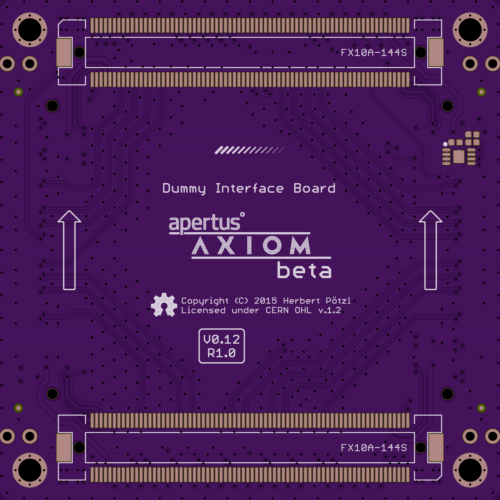 FX10A-144S
Dummy Interface Board
apertus°
AXIOM
beta
Copyright (C) 2015 Herbert Pötzl
Licensed under CERN OHL v.1.2
V0.12
R1.0
FX10A-144S